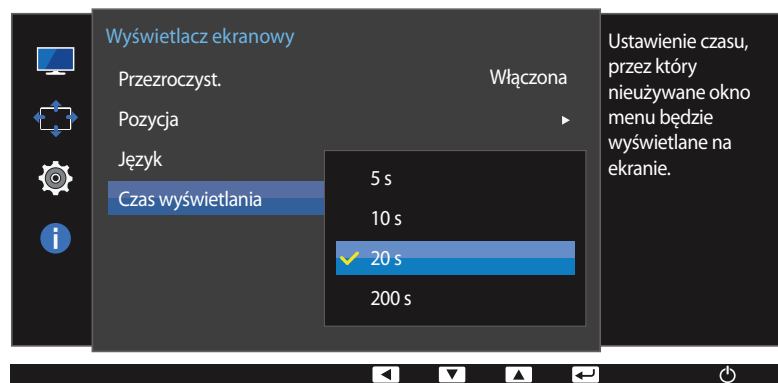 Wyświetlacz ekranowy
Przezroczyst. Włączona
Pozycja
Język
Czas wyświetlania
5 s
10 s
20 s
200 s
Ustawienie czasu,
przez który
nieużywane okno
menu będzie
wyświetlane na
ekranie.